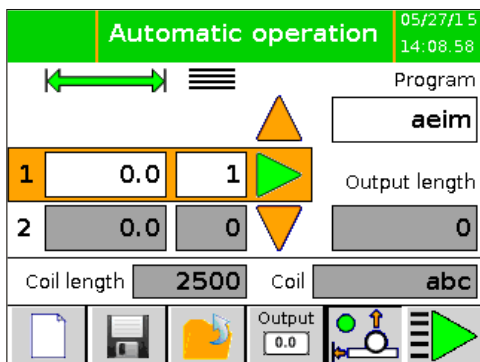 Automatic operation
05/27/15
14:08.58
Program
aeim
1 0.0 1
Output length
2 0.0 0
0
Coil length 2500 Coil abc
Output
0.0